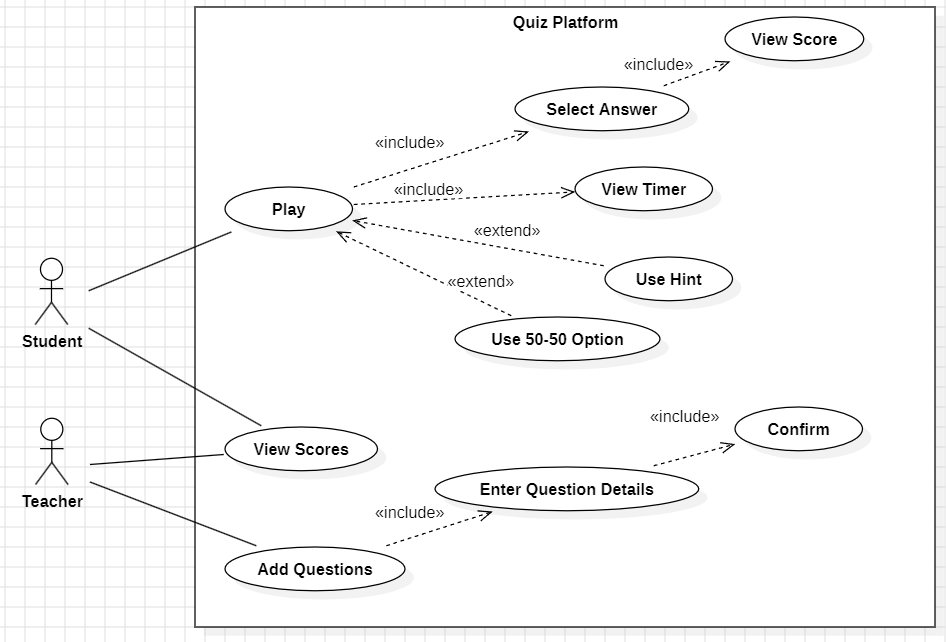 Quiz Platform
View Score
«include»
Select Answer
«include»
«include»
View Timer
Play
«extend»
Use Hint
«extend»
Use 50-50 Option
Student
View Scores
«include»
Confirm
Enter Question Details
Teacher
«include»
Add Questions